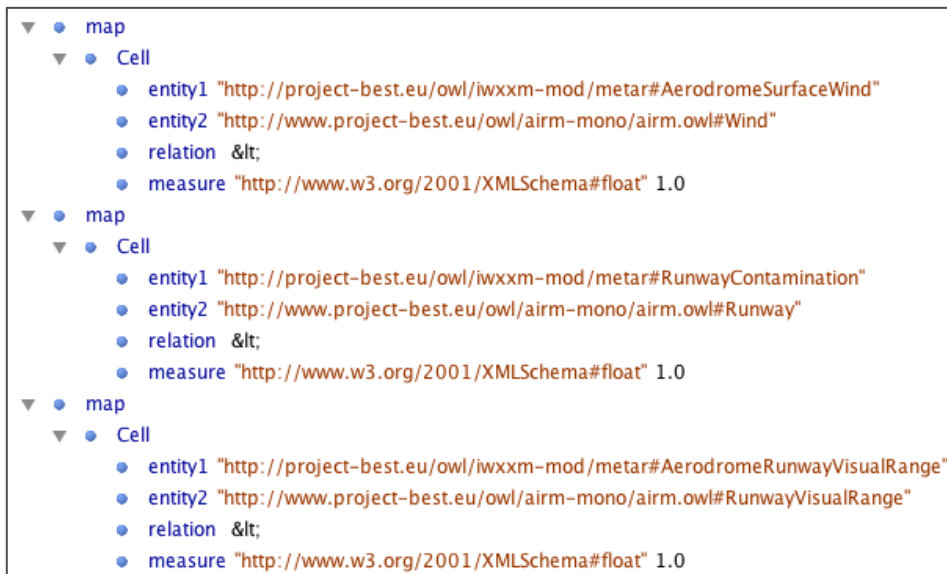 map
Cell
entity1 "http://project-best.eu/owl/iwxxm-mod/metar#AerodromeSurfaceWind"
entity2 "http://www.project-best.eu/owl/airm-mono/airm.owl#Wind"
relation &lt;
measure "http://www.w3.org/2001/XMLSchema#float" 1.0
map
Cell
entity1 "http://project-best.eu/owl/iwxxm-mod/metar#RunwayContamination"
entity2 "http://www.project-best.eu/owl/airm-mono/airm.owl#Runway"
relation &lt;
measure "http://www.w3.org/2001/XMLSchema#float" 1.0
map
Cell
entity1 "http://project-best.eu/owl/iwxxm-mod/metar#AerodromeRunwayVisualRange"
entity2 "http://www.project-best.eu/owl/airm-mono/airm.owl#RunwayVisualRange"
relation &lt;
measure "http://www.w3.org/2001/XMLSchema#float" 1.0